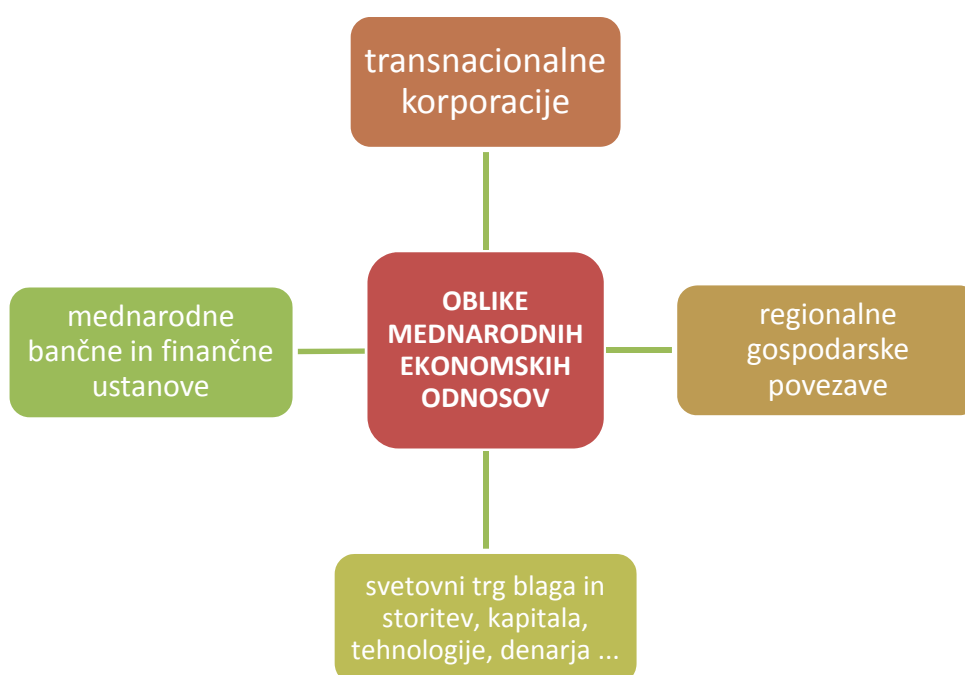 transnacionalne
korporacije
mednarodne
bančne in finančne
ustanove
OBLIKE
MEDNARODNIH
EKONOMSKIH
ODNOSOV
regionalne
gospodarske
povezave
svetovni trg blaga in
storitev, kapitala,
tehnologije, denarja ...